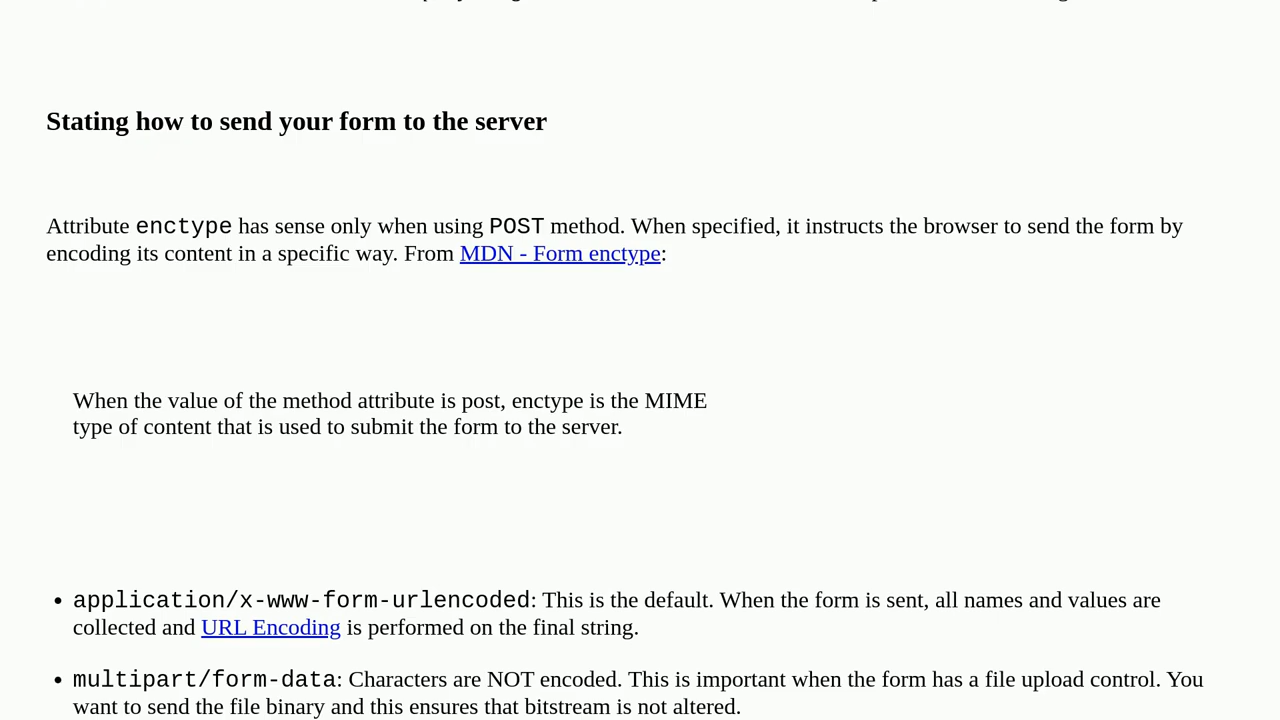 Stating how to send your form to the server
Attribute enctype has sense only when using POST method. When specified, it instructs the browser to send the form by
encoding its content in a specific way. From MDN - Form enctype:
When the value of the method attribute is post, enctype is the MIME
type of content that is used to submit the form to the server.
• application/x-www-form-urlencoded: This is the default. When the form is sent, all names and values are
collected and URL Encoding is performed on the final string.
• multipart/form-data: Characters are NOT encoded. This is important when the form has a file upload control. You
want to send the file binary and this ensures that bitstream is not altered.